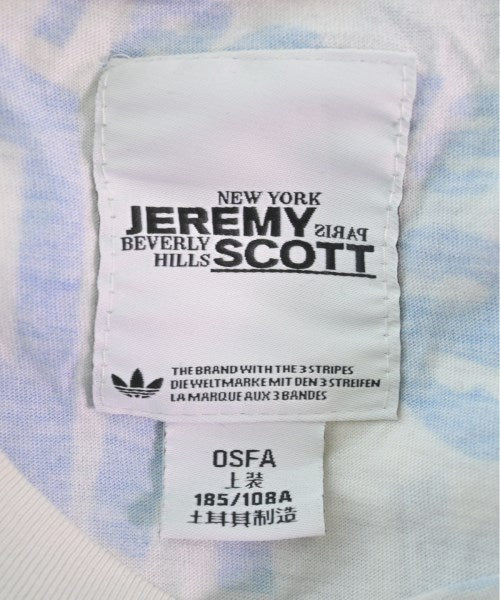 NEW YORK
JEREMY PARIS
BEVERLY HILLS SCOTT
THE BRAND WITH THE 3 STRIPES
DIE WELTMARKE MIT DEN 3 STREIFEN
LA MARQUE AUX 3 BANDES
OSFA
上装
185/108A
土耳其制造